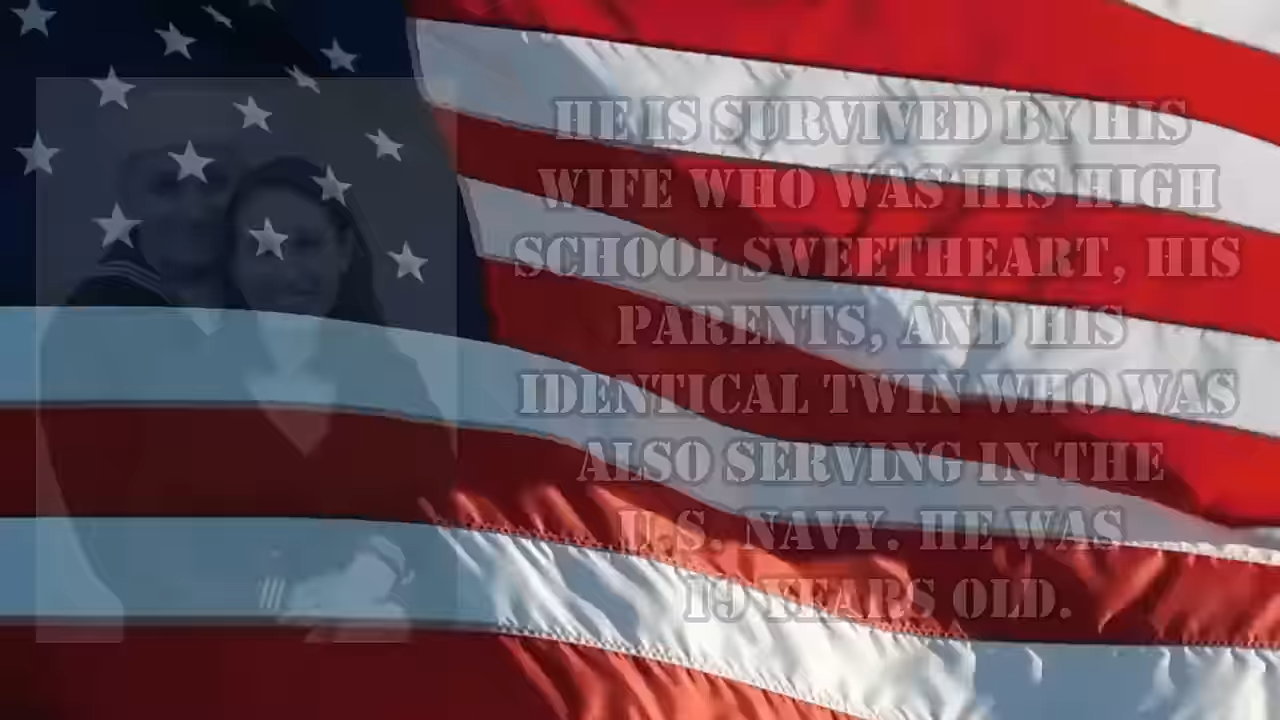 HE IS SURVIVED BY HIS
WIFE WHO WAS HIS HIGH
SCHOOL SWEETHEART, HIS
PARENTS, AND HIS
IDENTICAL TWIN WHO WAS
ALSO SERVING IN THE
U.S. NAVY. HE WAS
19 YEARS OLD.